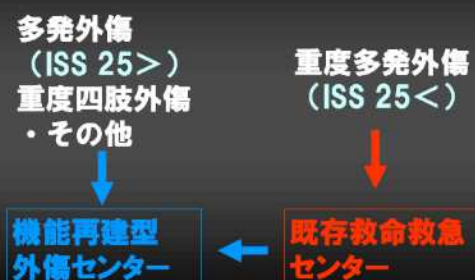 多発外傷
（ISS 25＞）
重度四肢外傷
・その他
重度多発外傷
（ISS 25＜）
機能再建型
外傷センター
既存救命救急
センター